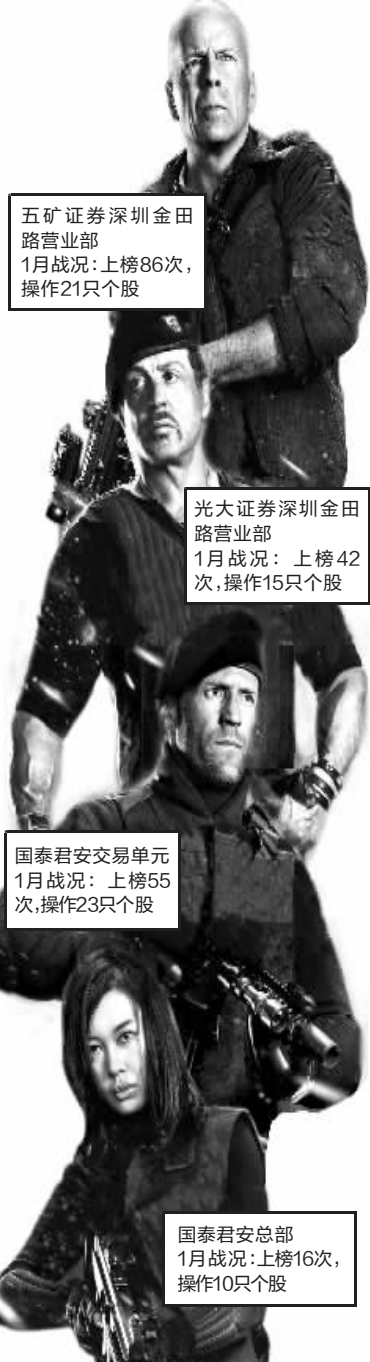 五矿证券深圳金田
路营业部
1月战况：上榜86次，
操作21只个股
光大证券深圳金田
路营业部
1月战况：上榜42
次，操作15只个股
国泰君安交易单元
1月战况：上榜55
次，操作23只个股
国泰君安总部
1月战况：上榜16次，
操作10只个股